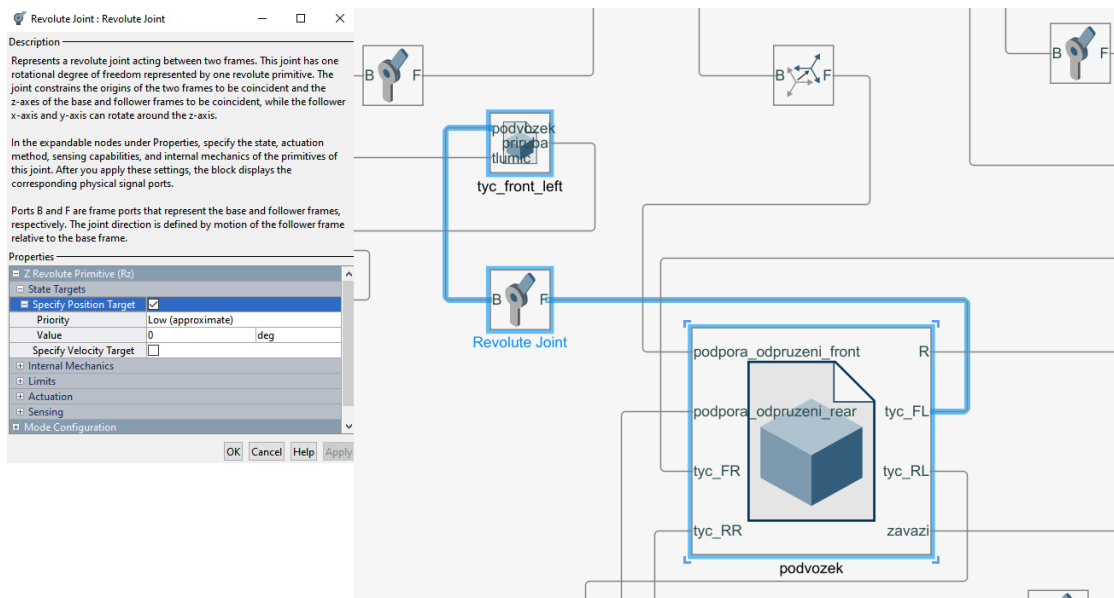 Revolute Joint : Revolute Joint
Description
Represents a revolute joint acting between two frames. This joint has one
rotational degree of freedom represented by one revolute primitive. The
joint constrains the origins of the two frames to be coincident and the
z-axes of the base and follower frames to be coincident, while the follower
x-axis and y-axis can rotate around the z-axis.
In the expandable nodes under Properties, specify the state, actuation
method, sensing capabilities, and internal mechanics of the primitives of
this joint. After you apply these settings, the block displays the
corresponding physical signal ports.
Ports B and F are frame ports that represent the base and follower frames,
respectively. The joint direction is defined by motion of the follower frame
relative to the base frame.
Properties
Z Revolute Primitive (Rz)
State Targets
Specify Position Target
Priority Low (approximate)
Value 0 deg
Specify Velocity Target
Internal Mechanics
Limits
Actuation
Sensing
Mode Configuration
OK Cancel Help Apply
B F
B F
B F
podvozek
priruba
tlumic
tyc_front_left
B F
Revolute Joint
podpora_odpruzeni_front R
podpora_odpruzeni_rear tyc_FL
tyc_FR tyc_RL
tyc_RR zavazi
podvozek